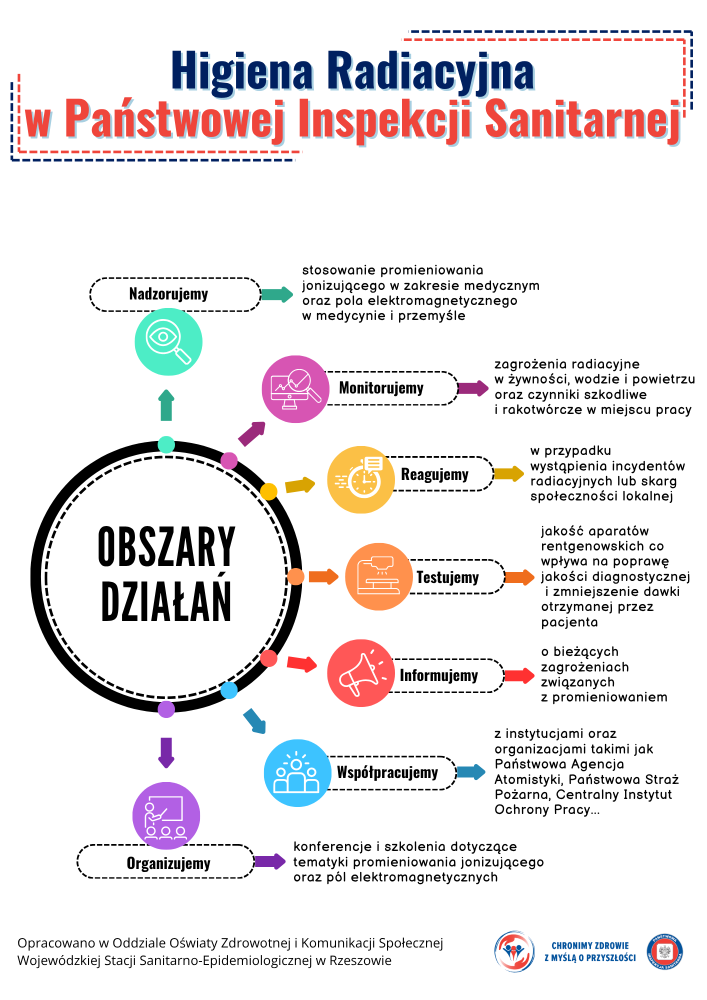 Higiena Radiacyjna
w Państwowej Inspekcji Sanitarnej
Nadzorujemy
stosowanie promieniowania
jonizującego w zakresie medycznym
oraz pola elektromagnetycznego
w medycynie i przemyśle
Monitorujemy
zagrożenia radiacyjne
w żywności, wodzie i powietrzu
oraz czynniki szkodliwe
i rakotwórcze w miejscu pracy
Reagujemy
w przypadku
wystąpienia incydentów
radiacyjnych lub skarg
społeczności lokalnej
OBSZARY
DZIAŁAŃ
Testujemy
jakość aparatów
rentgenowskich co
wpływa na poprawę
jakości diagnostycznej
i zmniejszenie dawki
otrzymanej przez
pacjenta
Informujemy
o bieżących
zagrożeniach
związanych
z promieniowaniem
Współpracujemy
z instytucjami oraz
organizacjami takimi jak
Państwowa Agencja
Atomistyki, Państwowa Straż
Pożarna, Centralny Instytut
Ochrony Pracy...
Organizujemy
konferencje i szkolenia dotyczące
tematyki promieniowania jonizującego
oraz pól elektromagnetycznych
Opracowano w Oddziale Oświaty Zdrowotnej i Komunikacji Społecznej
Wojewódzkiej Stacji Sanitarno-Epidemiologicznej w Rzeszowie
CHRONIMY ZDROWIE
Z MYŚLĄ O PRZYSZŁOŚCI
PAŃSTWOWA
INSPEKCJA SANITARNA